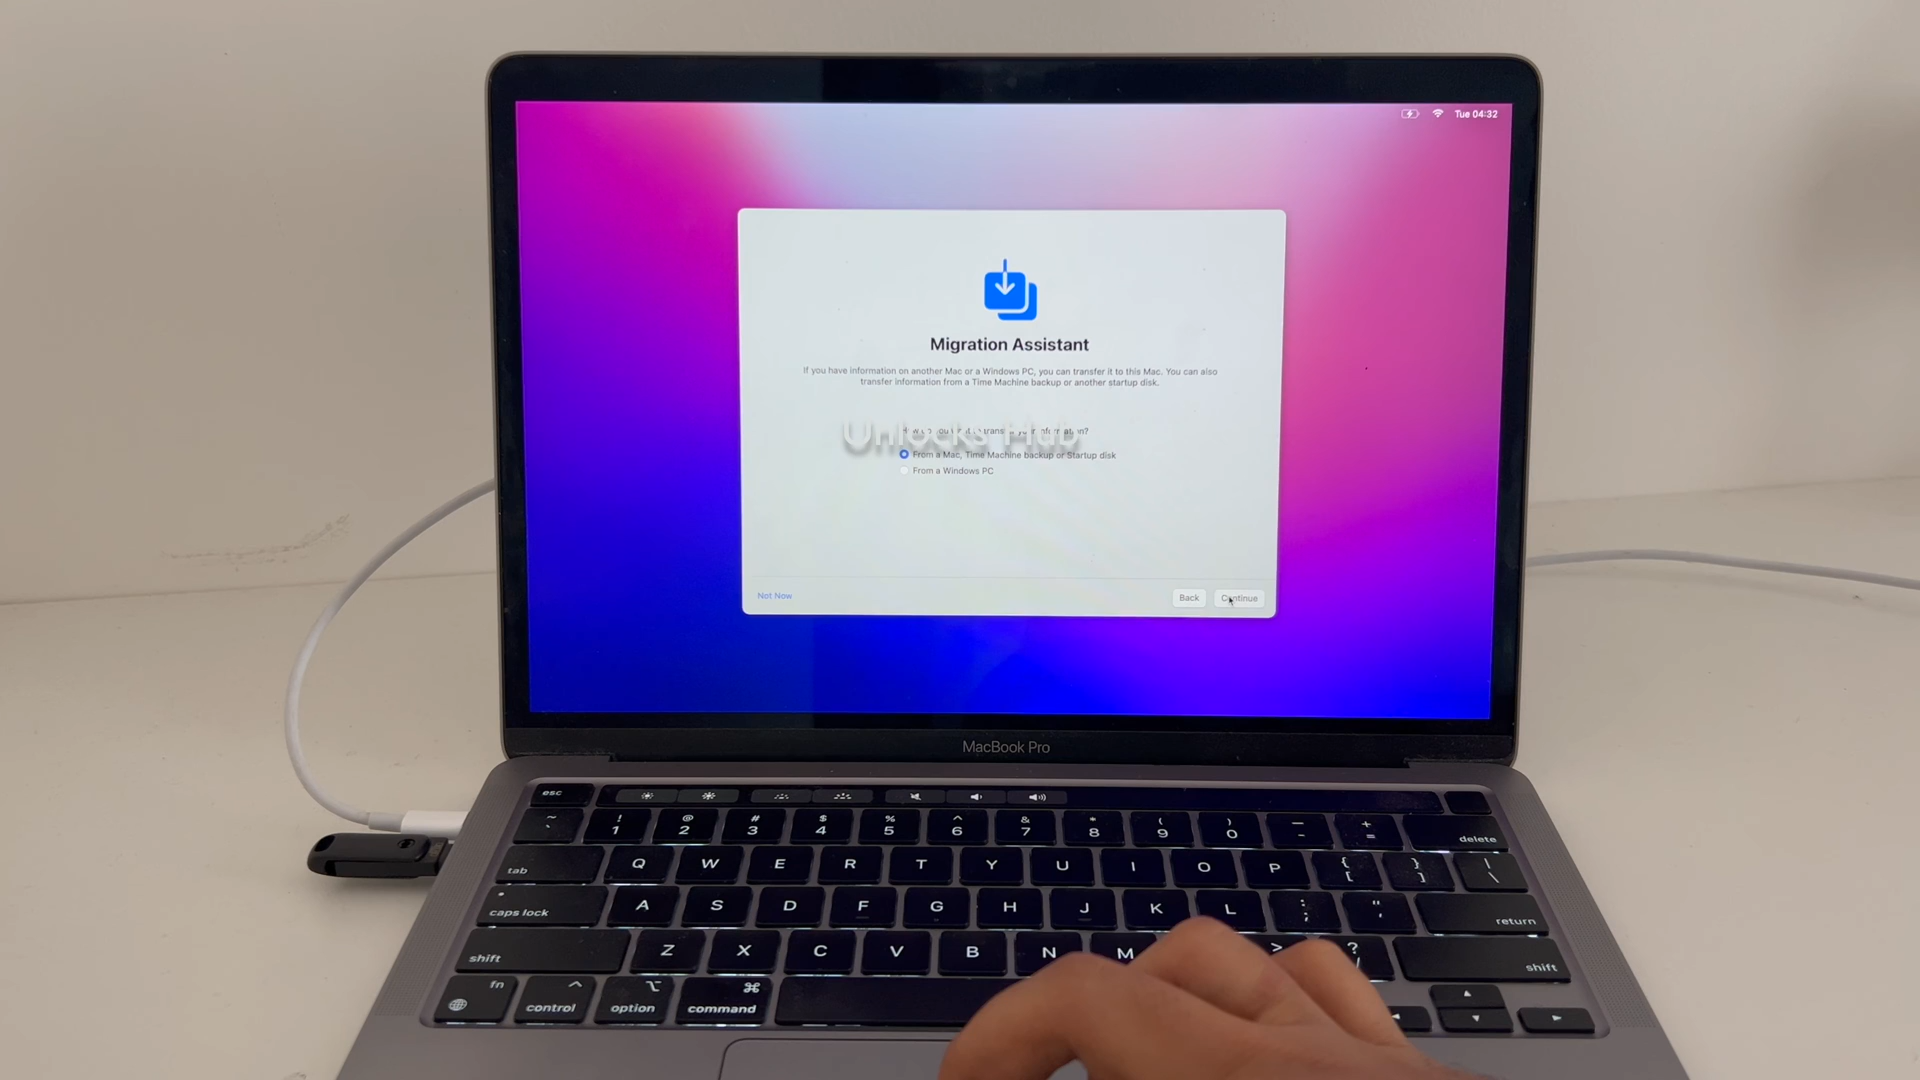 Tue 04:32
Migration Assistant
If you have information on another Mac or a Windows PC, you can transfer it to this Mac. You can also
transfer information from a Time Machine backup or another startup disk.
Unlocks Hub
From a Mac, Time Machine backup or Startup disk
From a Windows PC
Not Now Back Continue
MacBook Pro
esc
~ ! @ # $ % ^ & * ( ) — +
` 1 2 3 4 5 6 7 8 9 0 - = delete
tab Q W E R T Y U I O P { [ } ] | \
caps lock A S D F G H J K L : ; " ' return
shift Z X C V B N M > ? / shift
fn control ^ option command ⌘